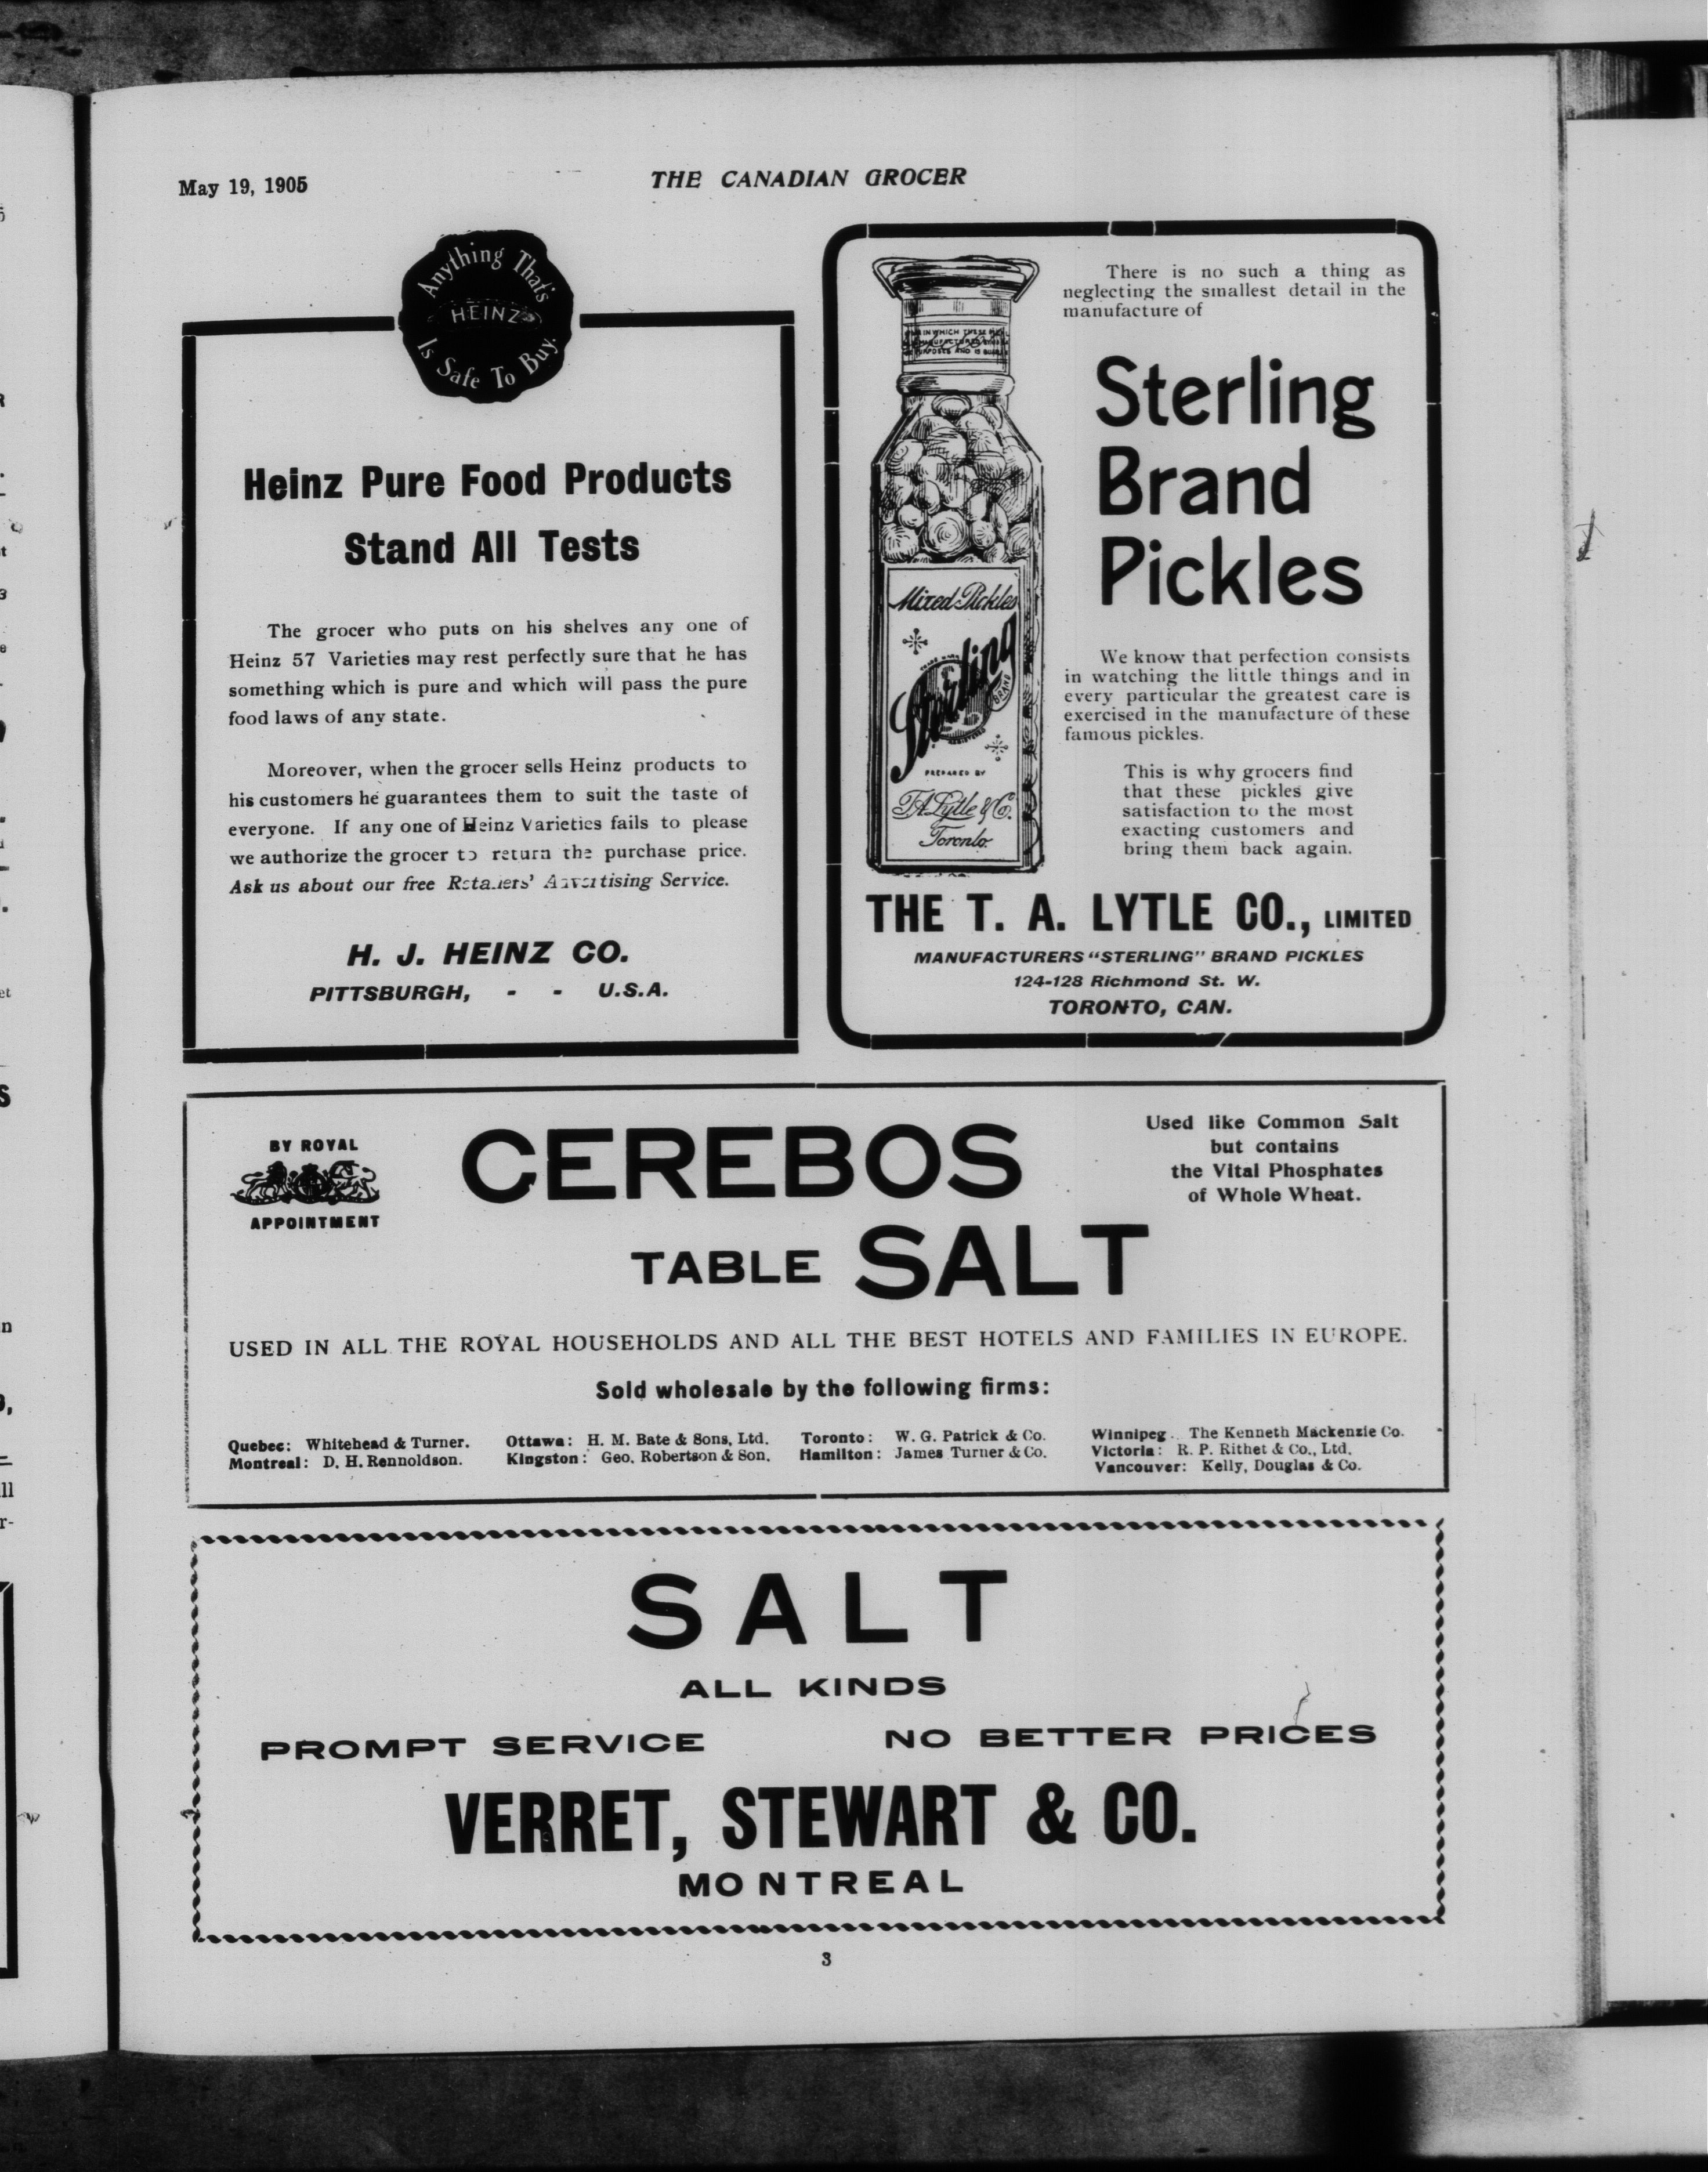 May 19, 1905
THE CANADIAN GROCER
Anything That's
HEINZ
Is Safe To Buy.
Heinz Pure Food Products
Stand All Tests
The grocer who puts on his shelves any one of
Heinz 57 Varieties may rest perfectly sure that he has
something which is pure and which will pass the pure
food laws of any state.
Moreover, when the grocer sells Heinz products to
his customers he guarantees them to suit the taste of
everyone. If any one of Heinz Varieties fails to please
we authorize the grocer to return the purchase price.
Ask us about our free Retailers' Advertising Service.
H. J. HEINZ CO.
PITTSBURGH, - - U.S.A.
There is no such a thing as
neglecting the smallest detail in the
manufacture of
Sterling
Brand
Pickles
Mixed Pickles
Sterling
BRAND
PREPARED BY
T.A. Lytle & Co.
Toronto.
We know that perfection consists
in watching the little things and in
every particular the greatest care is
exercised in the manufacture of these
famous pickles.
This is why grocers find
that these pickles give
satisfaction to the most
exacting customers and
bring them back again.
THE T. A. LYTLE CO., LIMITED
MANUFACTURERS "STERLING" BRAND PICKLES
124-128 Richmond St. W.
TORONTO, CAN.
BY ROYAL
APPOINTMENT
CEREBOS
TABLE SALT
Used like Common Salt
but contains
the Vital Phosphates
of Whole Wheat.
USED IN ALL THE ROYAL HOUSEHOLDS AND ALL THE BEST HOTELS AND FAMILIES IN EUROPE.
Sold wholesale by the following firms:
Quebec: Whitehead & Turner.
Montreal: D. H. Rennoldson.
Ottawa: H. M. Bate & Sons, Ltd.
Kingston: Geo. Robertson & Son.
Toronto: W. G. Patrick & Co.
Hamilton: James Turner & Co.
Winnipeg. The Kenneth Mackenzie Co.
Victoria: R. P. Rithet & Co., Ltd.
Vancouver: Kelly, Douglas & Co.
SALT
ALL KINDS
PROMPT SERVICE NO BETTER PRICES
VERRET, STEWART & CO.
MONTREAL
3